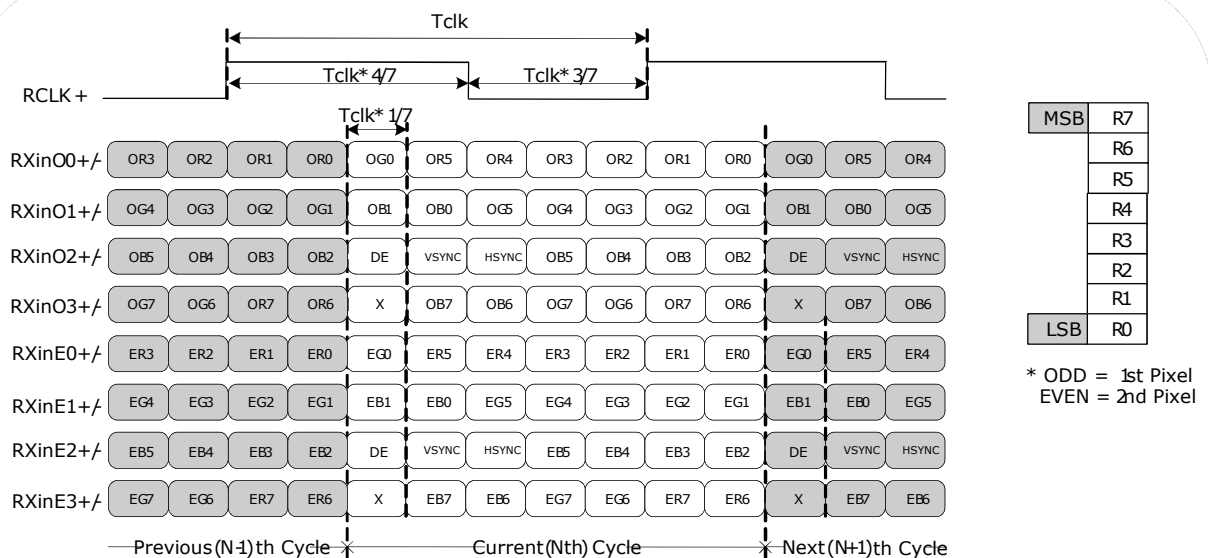 Tclk
Tclk* 4/7 Tclk* 3/7
RCLK +
Tclk* 1/7
RXinO0+/- OR3 OR2 OR1 OR0 OG0 OR5 OR4 OR3 OR2 OR1 OR0 OG0 OR5 OR4
RXinO1+/- OG4 OG3 OG2 OG1 OB1 OB0 OG5 OG4 OG3 OG2 OG1 OB1 OB0 OG5
RXinO2+/- OB5 OB4 OB3 OB2 DE VSYNC HSYNC OB5 OB4 OB3 OB2 DE VSYNC HSYNC
RXinO3+/- OG7 OG6 OR7 OR6 X OB7 OB6 OG7 OG6 OR7 OR6 X OB7 OB6
RXinE0+/- ER3 ER2 ER1 ER0 EG0 ER5 ER4 ER3 ER2 ER1 ER0 EG0 ER5 ER4
RXinE1+/- EG4 EG3 EG2 EG1 EB1 EB0 EG5 EG4 EG3 EG2 EG1 EB1 EB0 EG5
RXinE2+/- EB5 EB4 EB3 EB2 DE VSYNC HSYNC EB5 EB4 EB3 EB2 DE VSYNC HSYNC
RXinE3+/- EG7 EG6 ER7 ER6 X EB7 EB6 EG7 EG6 ER7 ER6 X EB7 EB6
Previous(N-1)th Cycle Current(Nth) Cycle Next(N+1)th Cycle
MSB R7
R6
R5
R4
R3
R2
R1
LSB R0
* ODD = 1st Pixel
EVEN = 2nd Pixel